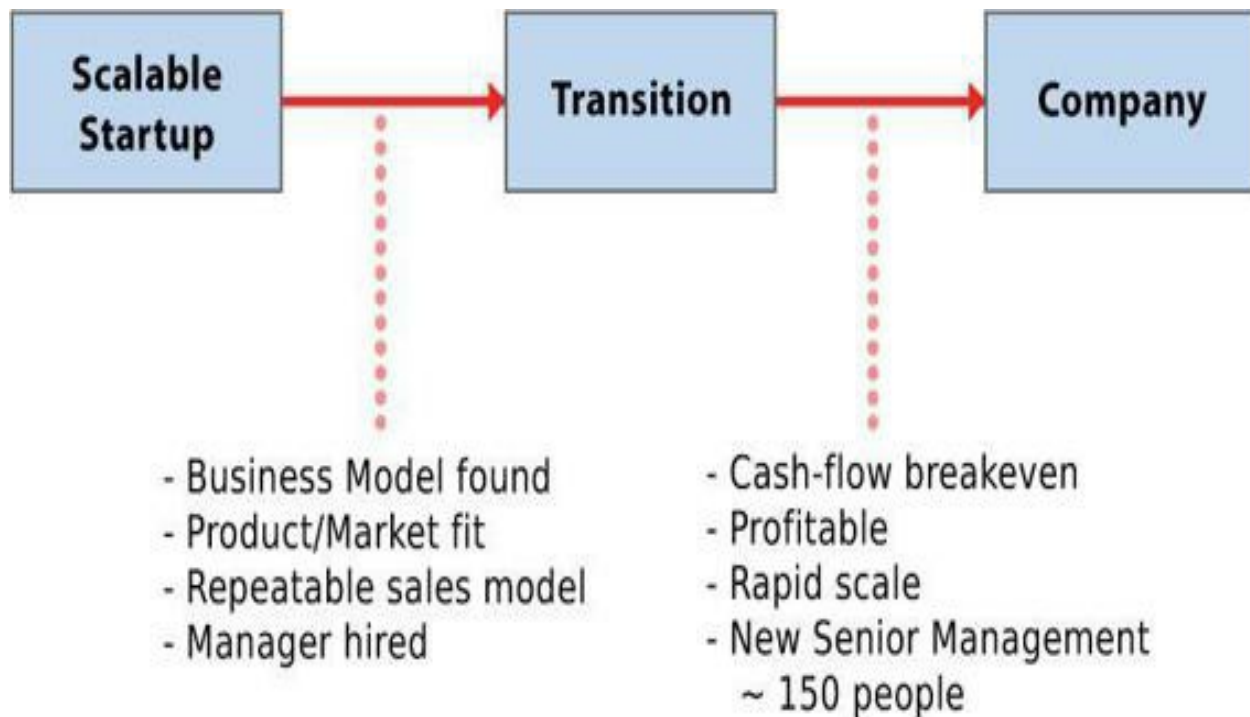 Scalable
Startup
Transition
Company
- Business Model found
- Product/Market fit
- Repeatable sales model
- Manager hired
- Cash-flow breakeven
- Profitable
- Rapid scale
- New Senior Management
~ 150 people